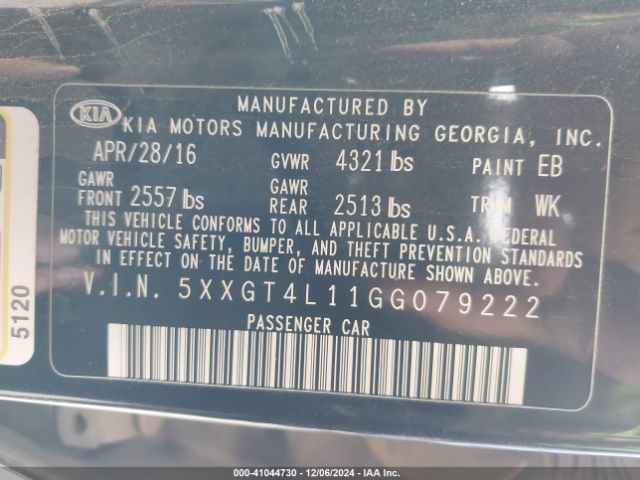 MANUFACTURED BY
KIA KIA MOTORS MANUFACTURING GEORGIA, INC.
APR/28/16 GVWR 4321 lbs PAINT EB
GAWR FRONT 2557 lbs GAWR REAR 2513 lbs TRIM WK
THIS VEHICLE CONFORMS TO ALL APPLICABLE U.S.A. FEDERAL
MOTOR VEHICLE SAFETY, BUMPER, AND THEFT PREVENTION STANDARDS
IN EFFECT ON THE DATE OF MANUFACTURE SHOWN ABOVE.
V.I.N. 5XXGT4L11GG079222
PASSENGER CAR
5120
000-41044730 - 12/06/2024 - IAA Holdings, LLC.